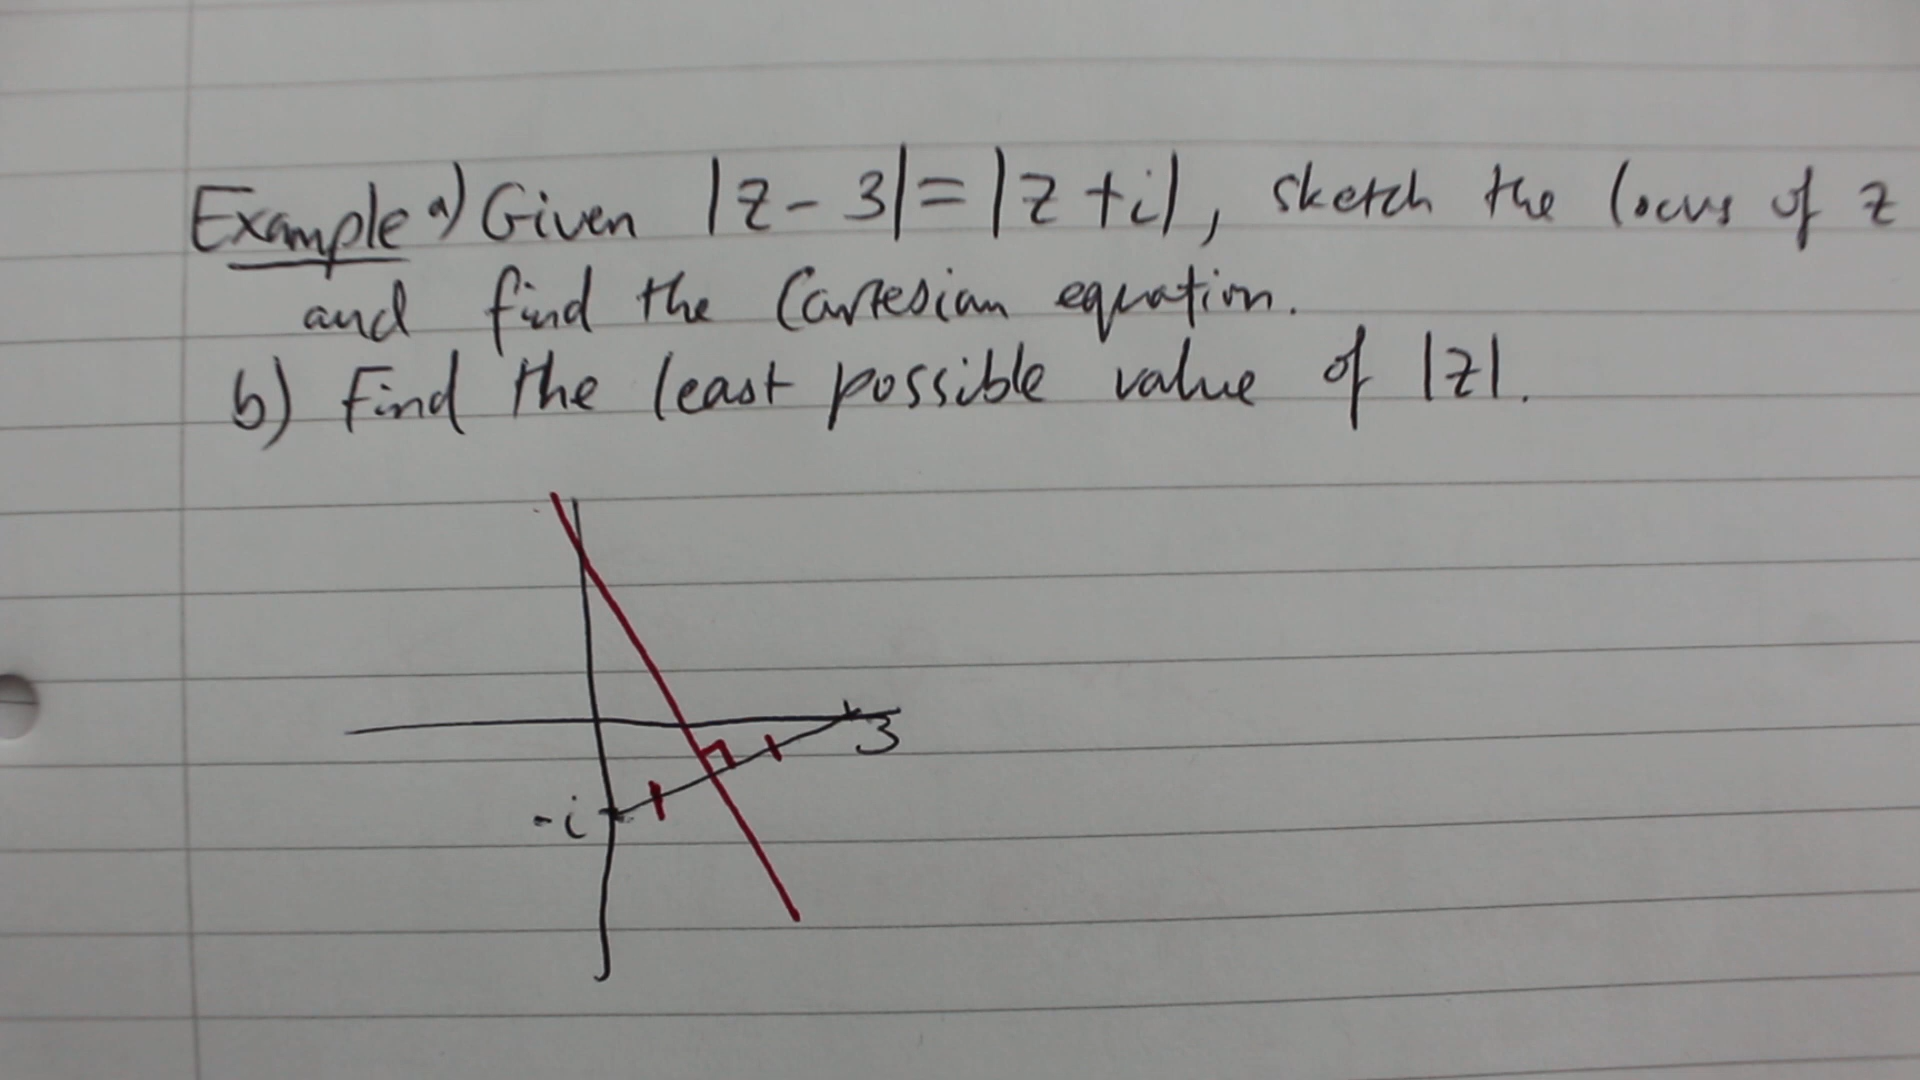 Example a) Given |z - 3| = |z + i|, sketch the locus of z
and find the Cartesian equation.
b) Find the least possible value of |z|.
3
-i